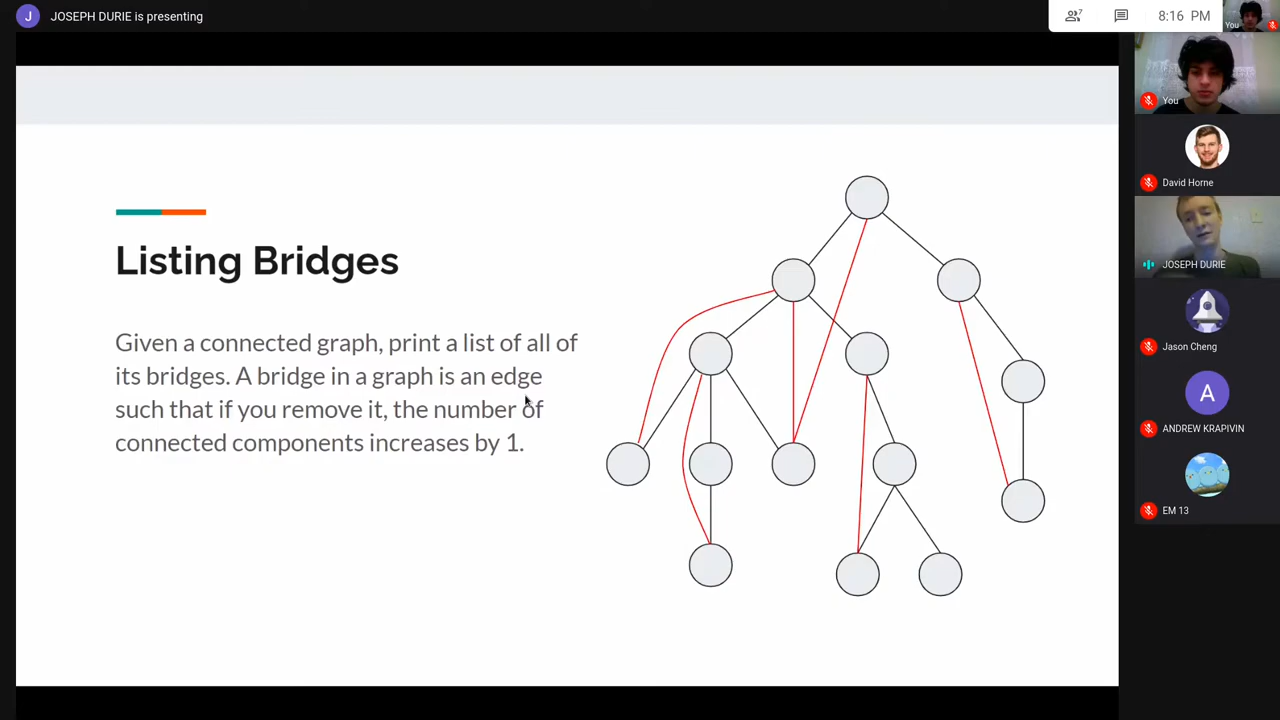 J JOSEPH DURIE is presenting
7
8:16 PM
You
You
David Horne
JOSEPH DURIE
Jason Cheng
A
ANDREW KRAPIVIN
EM 13
Listing Bridges
Given a connected graph, print a list of all of
its bridges. A bridge in a graph is an edge
such that if you remove it, the number of
connected components increases by 1.